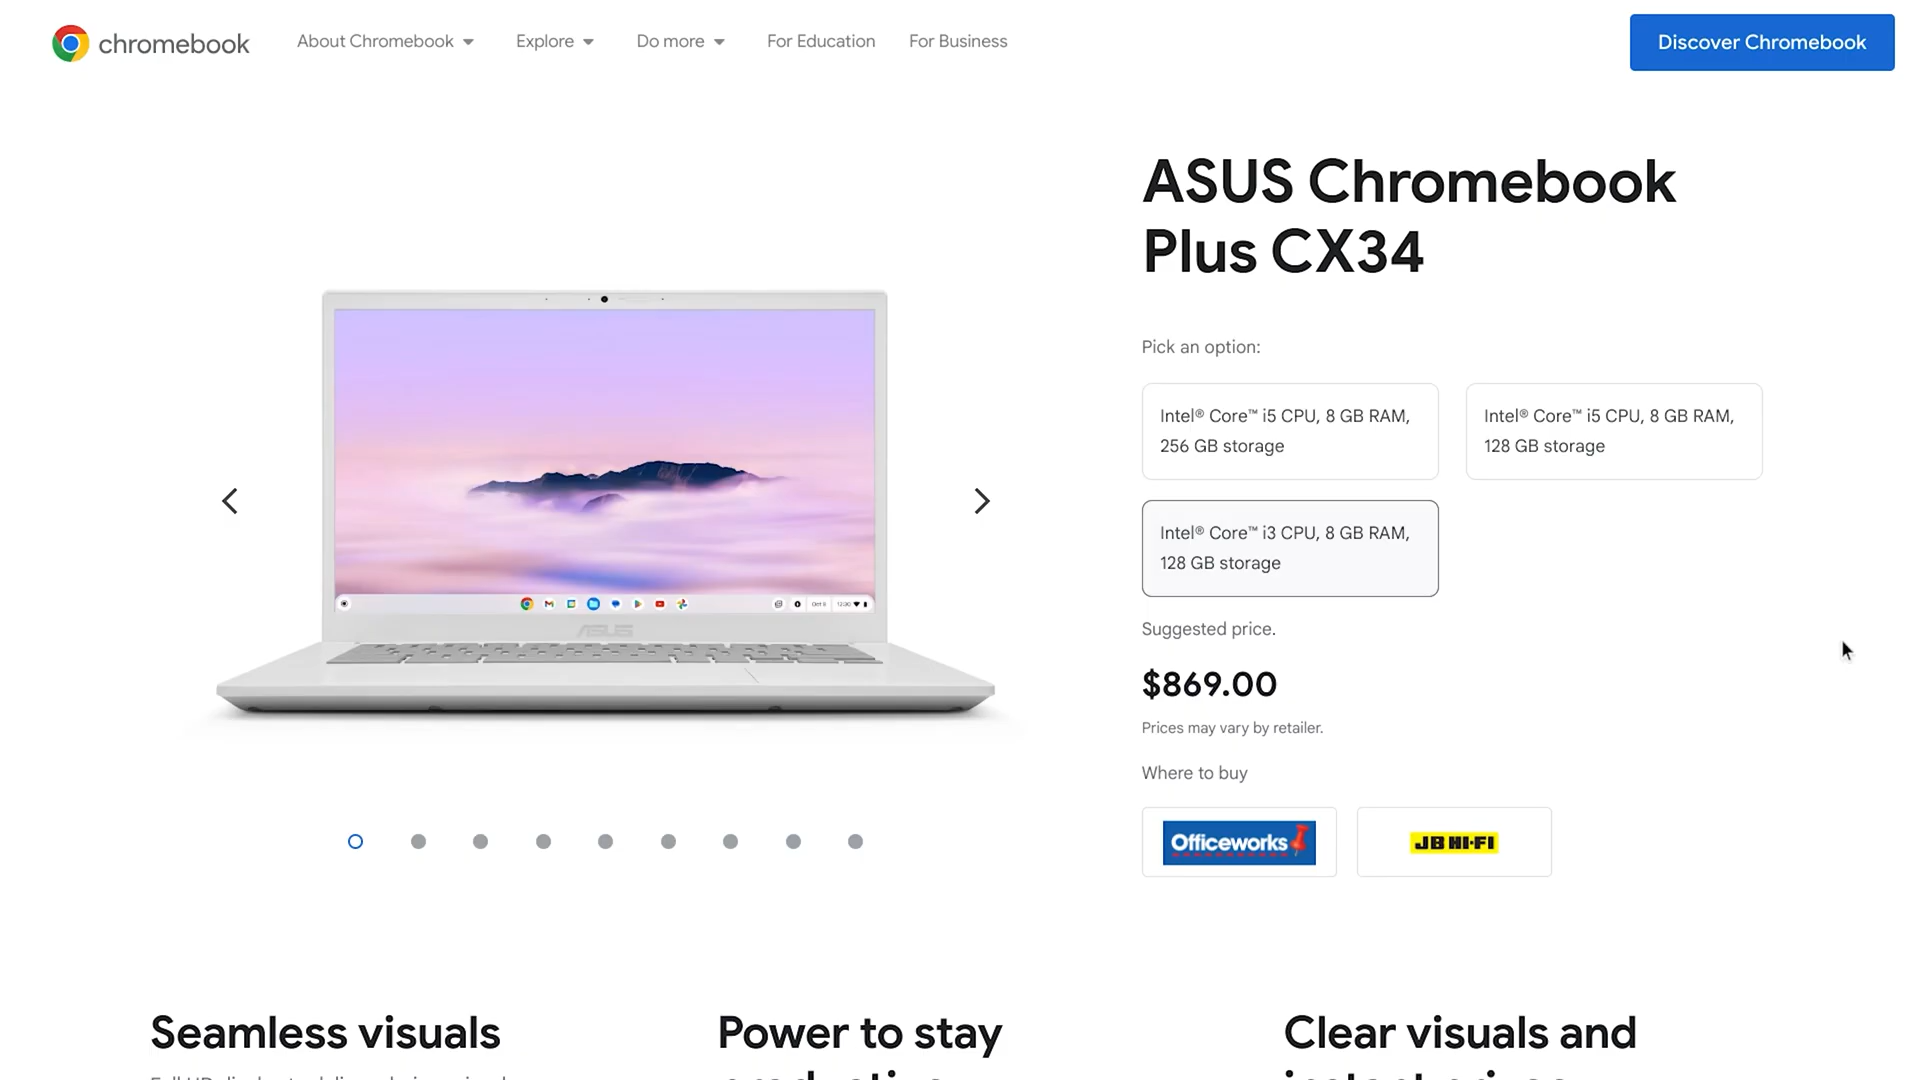 chromebook
About Chromebook
Explore
Do more
For Education
For Business
Discover Chromebook
ASUS Chromebook
Plus CX34
Pick an option:
Intel® Core™ i5 CPU, 8 GB RAM,
256 GB storage
Intel® Core™ i5 CPU, 8 GB RAM,
128 GB storage
Intel® Core™ i3 CPU, 8 GB RAM,
128 GB storage
Suggested price.
$869.00
Prices may vary by retailer.
Where to buy
Officeworks
JB HI-FI
ASUS
Seamless visuals
Power to stay
Clear visuals and